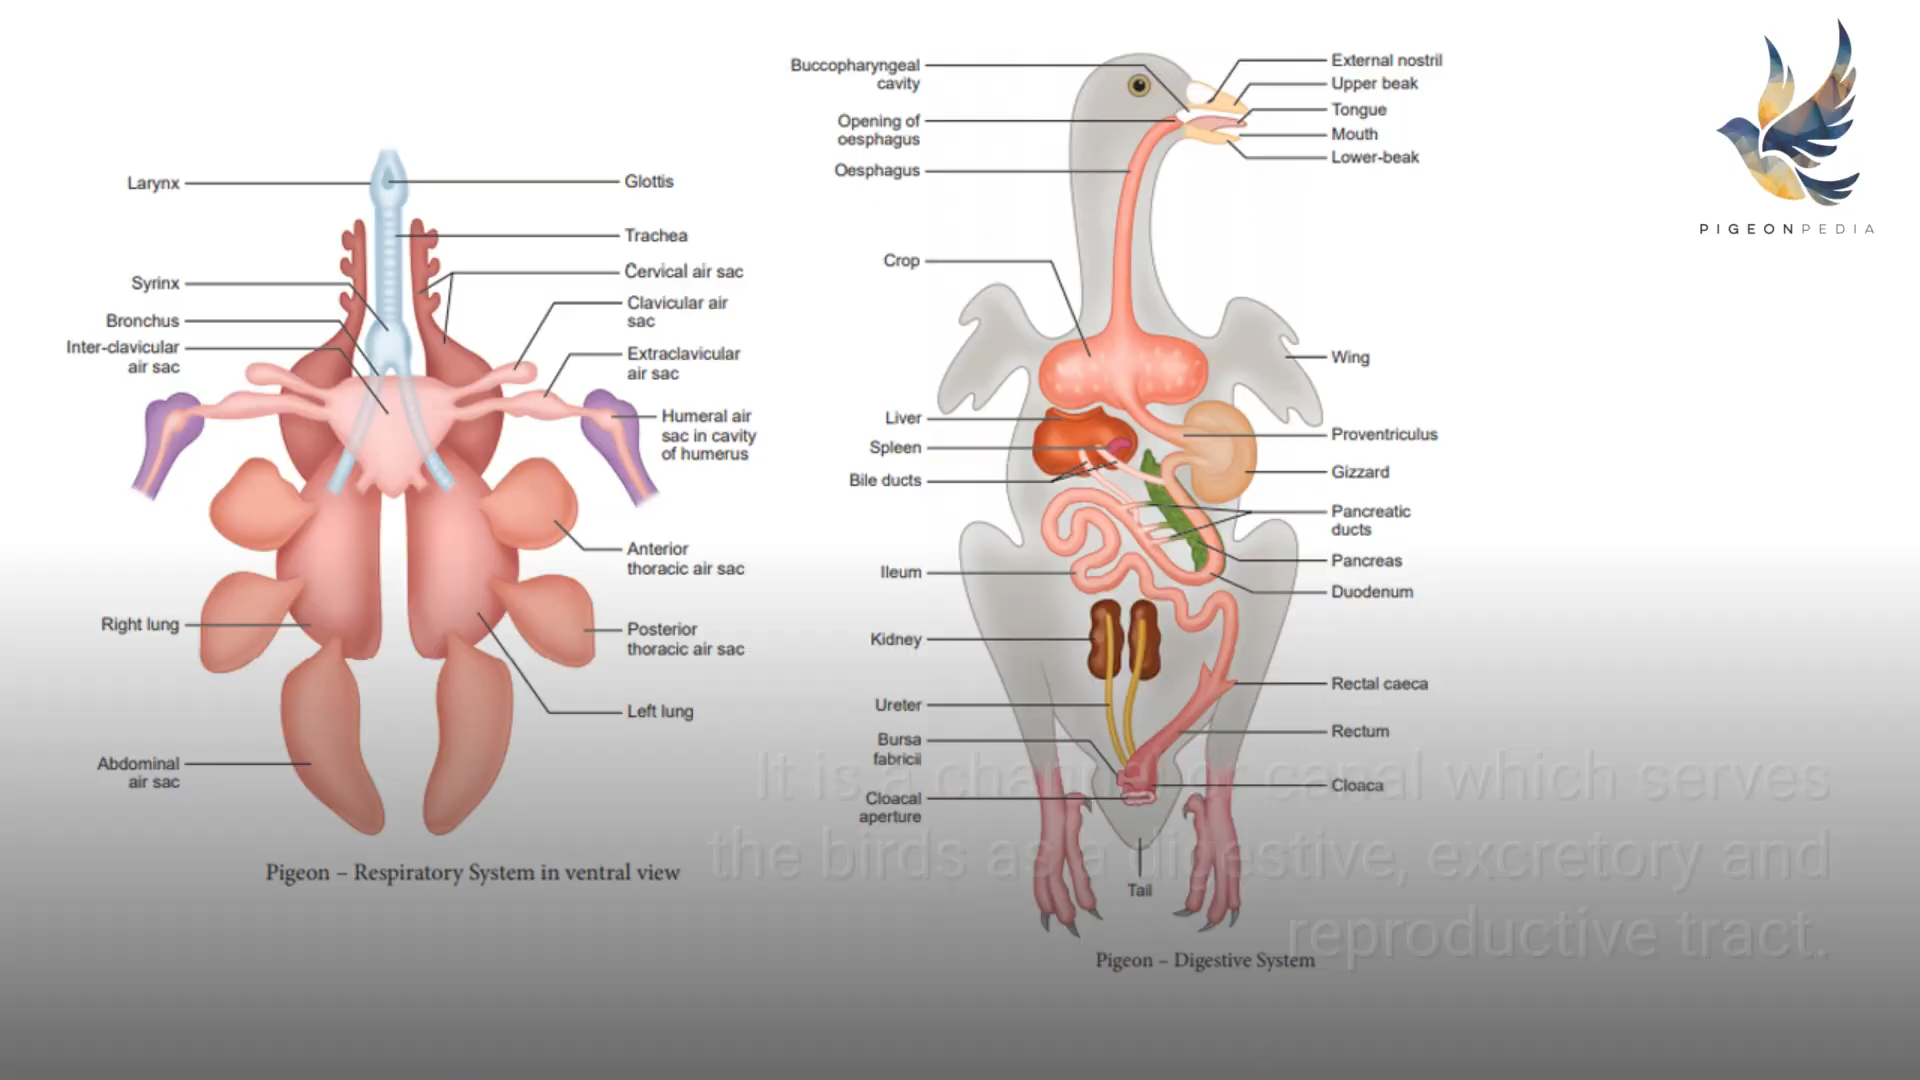 Larynx
Syrinx
Bronchus
Inter-clavicular
air sac
Right lung
Abdominal
air sac
Glottis
Trachea
Cervical air sac
Clavicular air
sac
Extraclavicular
air sac
Humeral air
sac in cavity
of humerus
Anterior
thoracic air sac
Posterior
thoracic air sac
Left lung
Pigeon – Respiratory System in ventral view
Buccopharyngeal
cavity
Opening of
oesphagus
Oesphagus
Crop
Liver
Spleen
Bile ducts
Ileum
Kidney
Ureter
Bursa
fabricii
Cloacal
aperture
External nostril
Upper beak
Tongue
Mouth
Lower-beak
Wing
Proventriculus
Gizzard
Pancreatic
ducts
Pancreas
Duodenum
Rectal caeca
Rectum
Cloaca
Tail
Pigeon – Digestive System
PIGEONPEDIA
It is a channel or canal which serves
the birds as a digestive, excretory and
reproductive tract.